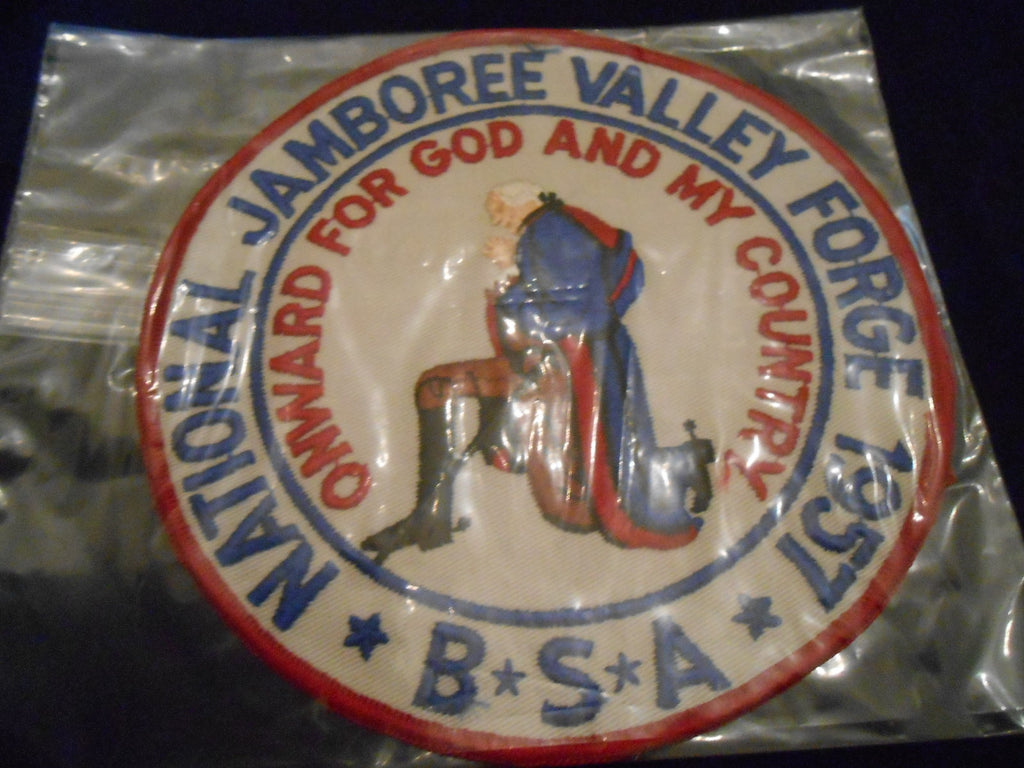 NATIONAL JAMBOREE VALLEY FORGE 1957
ONWARD FOR GOD AND MY COUNTRY
B★S★A